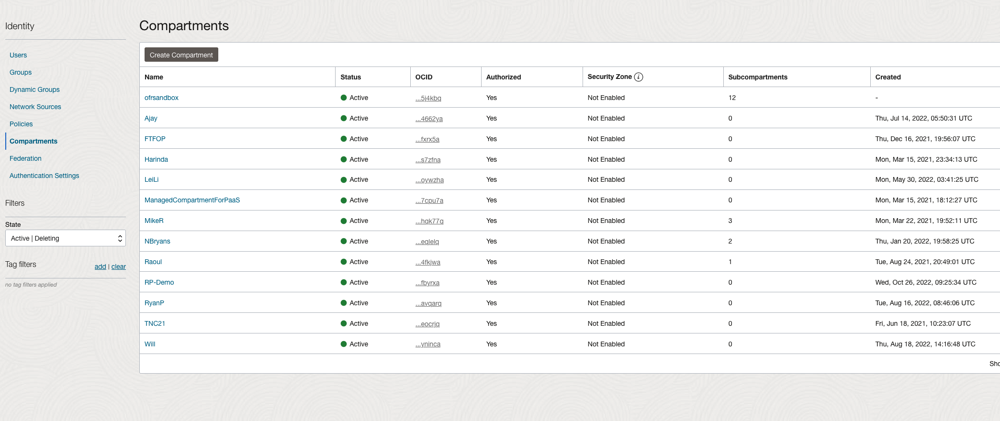 Identity
Users
Groups
Dynamic Groups
Network Sources
Policies
Compartments
Federation
Authentication Settings
Filters
State
Active | Deleting
Tag filters add | clear
no tag filters applied
Compartments
Create Compartment
Name Status OCID Authorized Security Zone i Subcompartments Created
ofrsandbox Active ...5j4kbq Yes Not Enabled 12 -
Ajay Active ...4662ya Yes Not Enabled 0 Thu, Jul 14, 2022, 05:50:31 UTC
FTFOP Active ...fxrx5a Yes Not Enabled 0 Thu, Dec 16, 2021, 19:56:07 UTC
Harinda Active ...s7zfna Yes Not Enabled 0 Mon, Mar 15, 2021, 23:34:13 UTC
LeiLi Active ...oywzha Yes Not Enabled 0 Mon, May 30, 2022, 03:41:25 UTC
ManagedCompartmentForPaaS Active ...7cpu7a Yes Not Enabled 0 Mon, Mar 15, 2021, 18:12:27 UTC
MikeR Active ...hqk77q Yes Not Enabled 3 Mon, Mar 22, 2021, 19:52:11 UTC
NBryans Active ...eqlelq Yes Not Enabled 2 Thu, Jan 20, 2022, 19:58:25 UTC
Raoul Active ...4fkjwa Yes Not Enabled 1 Tue, Aug 24, 2021, 20:49:01 UTC
RP-Demo Active ...fbyrxa Yes Not Enabled 0 Wed, Oct 26, 2022, 09:25:34 UTC
RyanP Active ...avqarq Yes Not Enabled 0 Tue, Aug 16, 2022, 08:46:06 UTC
TNC21 Active ...eocrjq Yes Not Enabled 0 Fri, Jun 18, 2021, 10:23:07 UTC
Will Active ...yninca Yes Not Enabled 0 Thu, Aug 18, 2022, 14:16:48 UTC